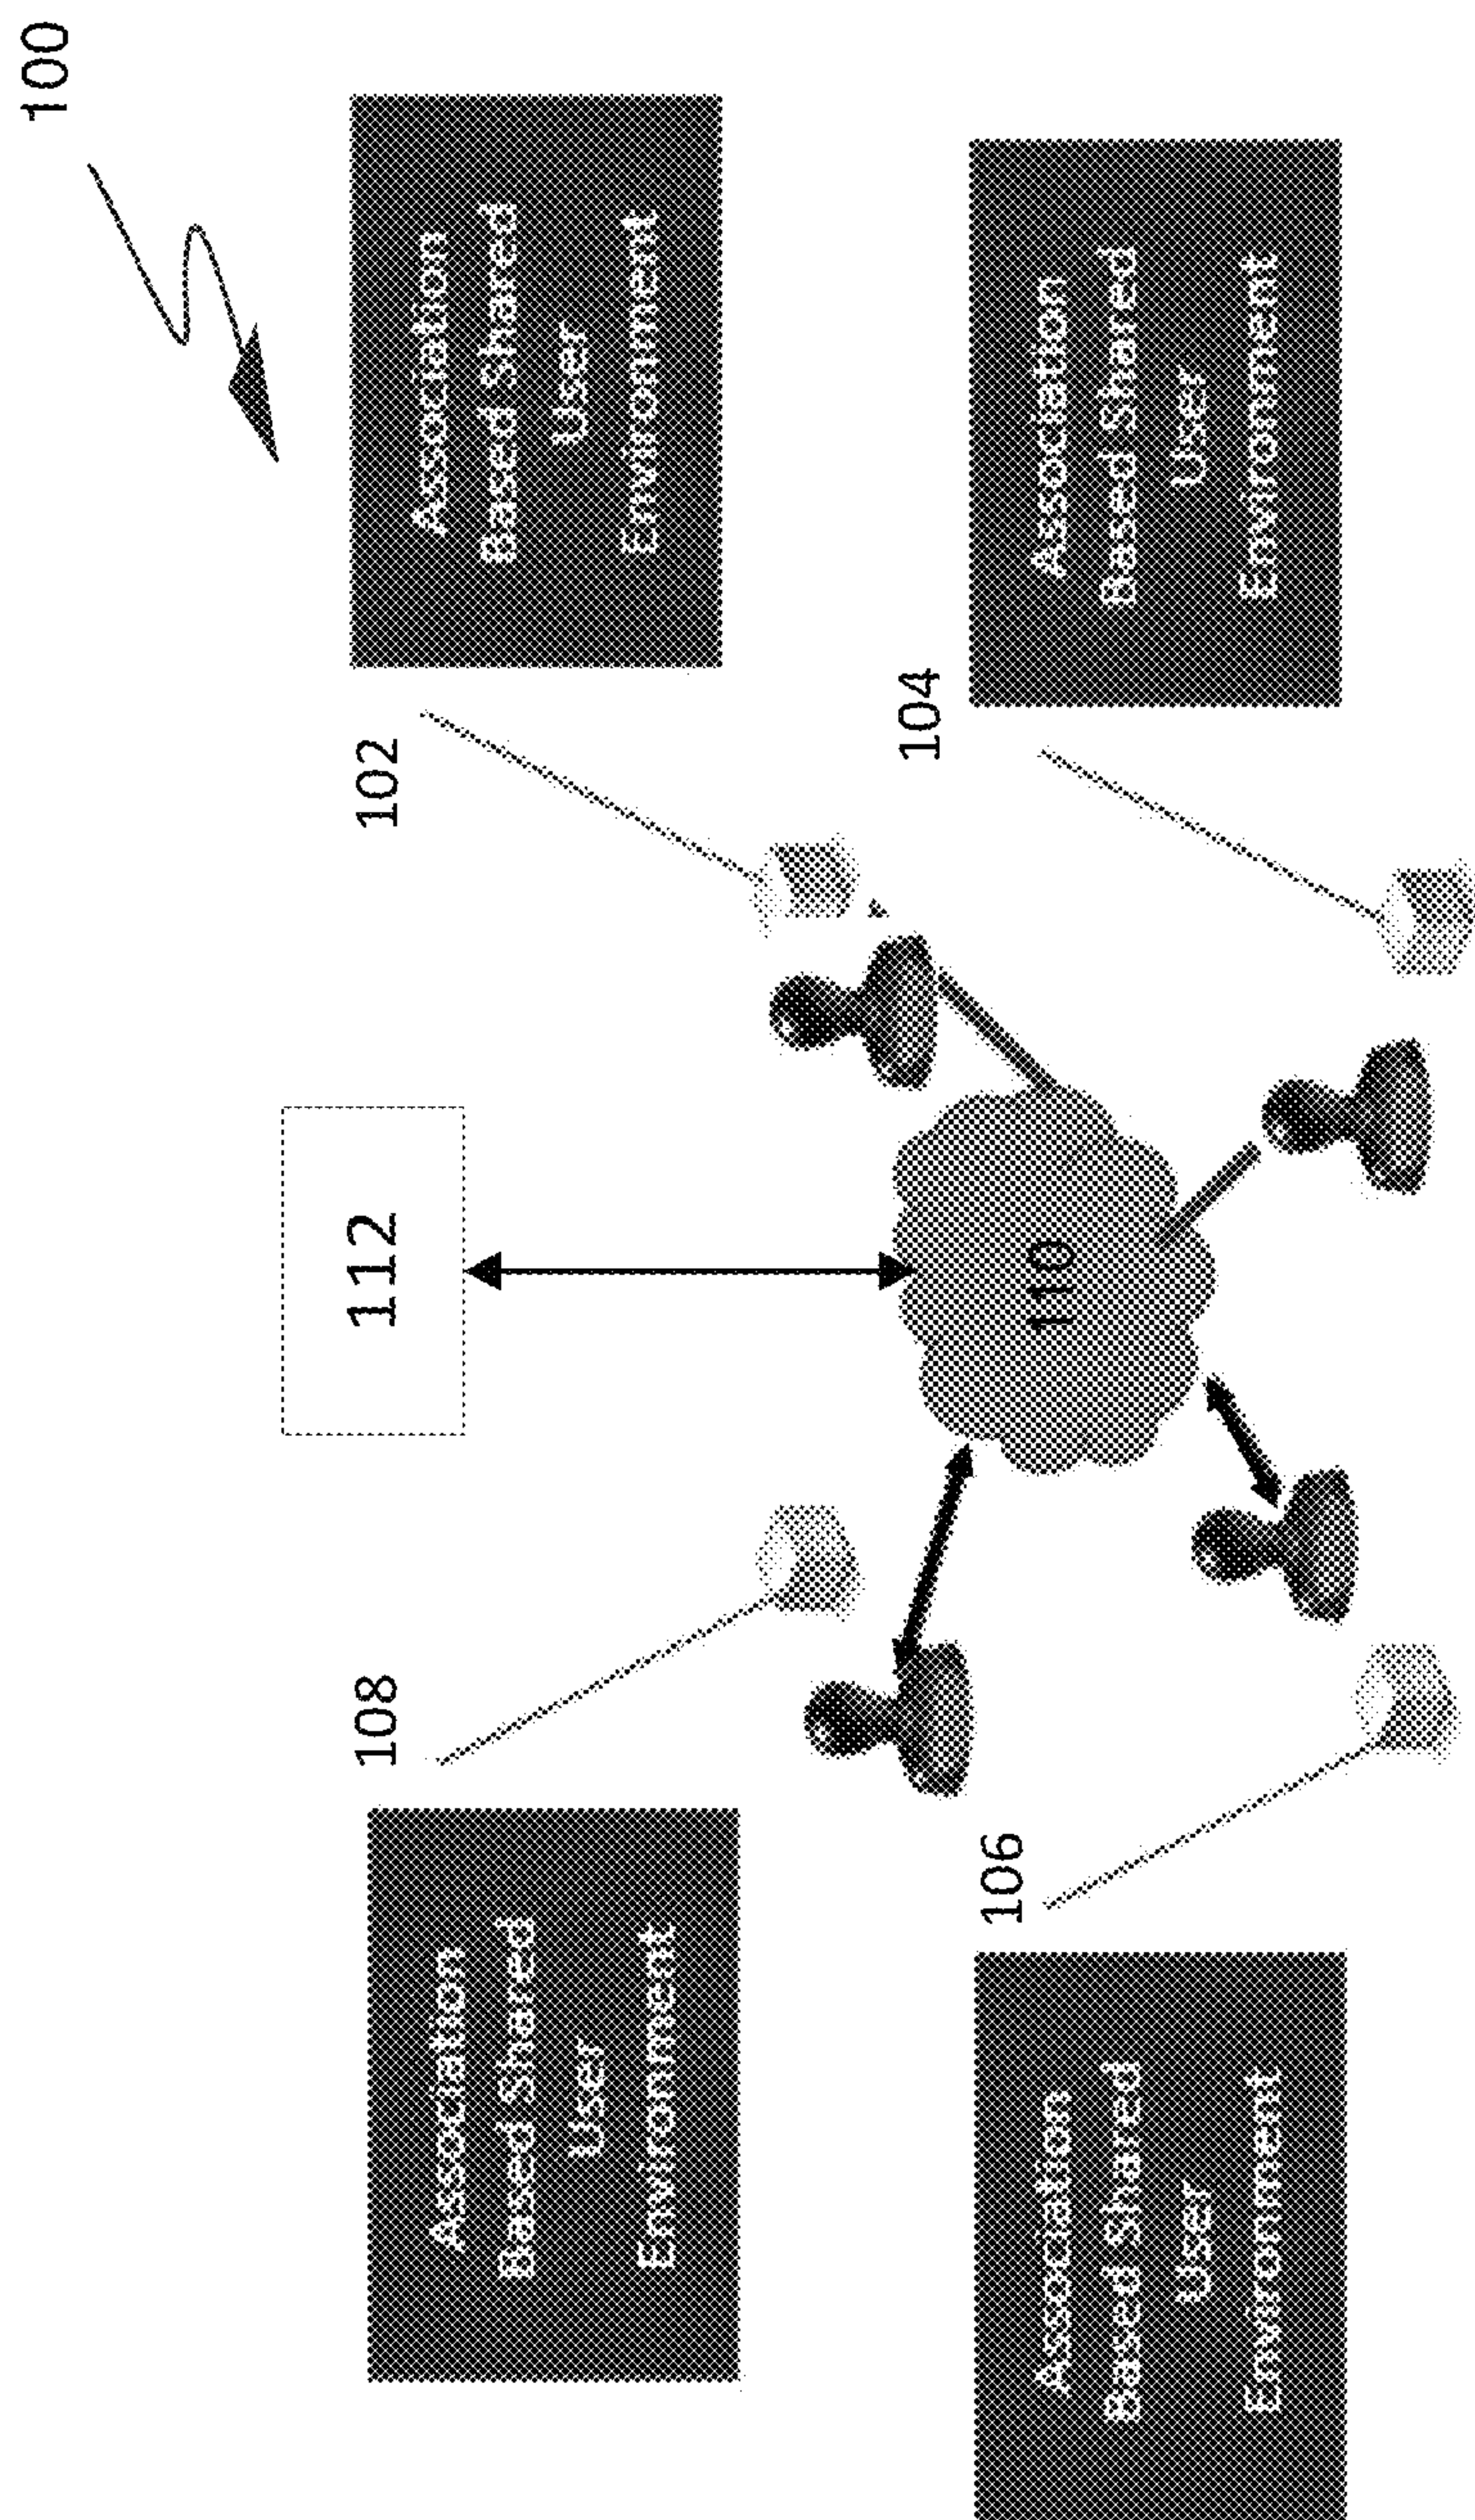 100
112
108
102
Association
Based Shared
User
Environment
Association
Based Shared
User
Environment
110
106
104
Association
Based Shared
User
Environment
Association
Based Shared
User
Environment